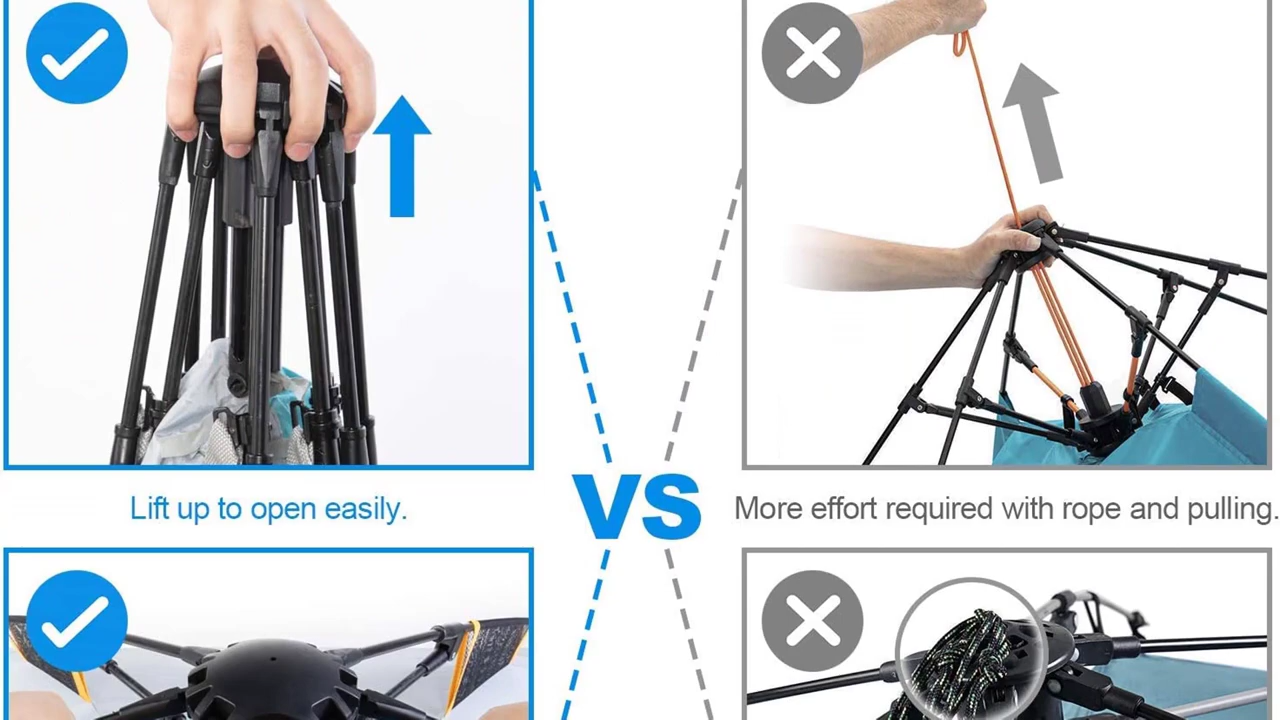 Lift up to open easily.
VS
More effort required with rope and pulling.